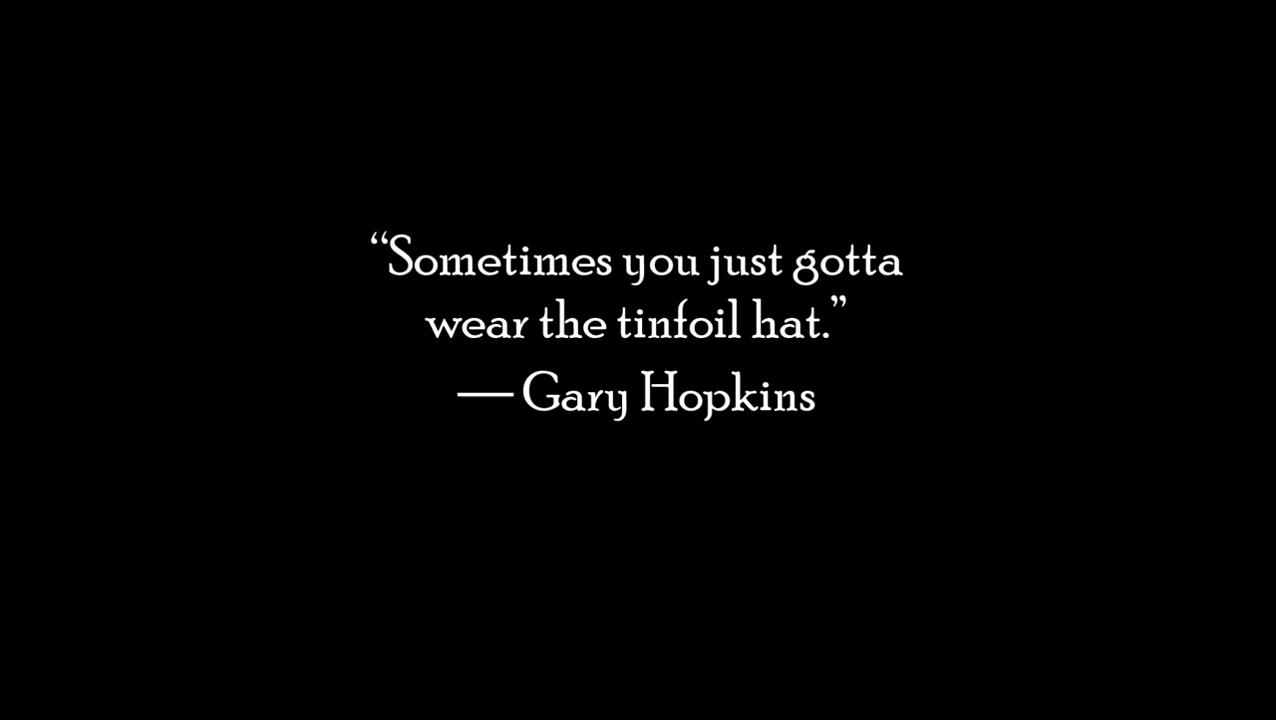 “Sometimes you just gotta
wear the tinfoil hat.”
— Gary Hopkins